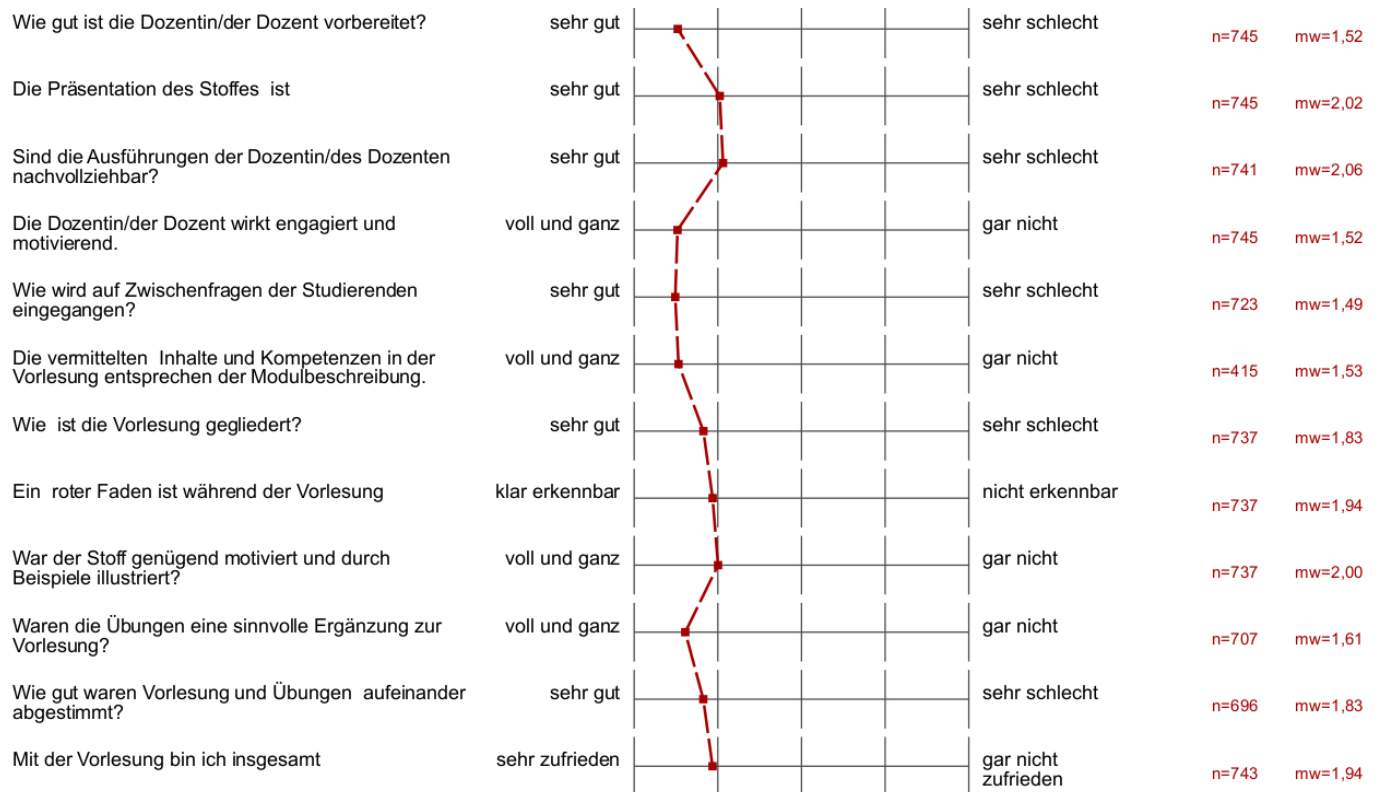 Wie gut ist die Dozentin/der Dozent vorbereitet? sehr gut sehr schlecht n=745 mw=1,52
Die Präsentation des Stoffes ist sehr gut sehr schlecht n=745 mw=2,02
Sind die Ausführungen der Dozentin/des Dozenten sehr gut sehr schlecht
nachvollziehbar? n=741 mw=2,06
Die Dozentin/der Dozent wirkt engagiert und voll und ganz gar nicht
motivierend. n=745 mw=1,52
Wie wird auf Zwischenfragen der Studierenden sehr gut sehr schlecht
eingegangen? n=723 mw=1,49
Die vermittelten Inhalte und Kompetenzen in der voll und ganz gar nicht
Vorlesung entsprechen der Modulbeschreibung. n=415 mw=1,53
Wie ist die Vorlesung gegliedert? sehr gut sehr schlecht n=737 mw=1,83
Ein roter Faden ist während der Vorlesung klar erkennbar nicht erkennbar n=737 mw=1,94
War der Stoff genügend motiviert und durch voll und ganz gar nicht
Beispiele illustriert? n=737 mw=2,00
Waren die Übungen eine sinnvolle Ergänzung zur voll und ganz gar nicht
Vorlesung? n=707 mw=1,61
Wie gut waren Vorlesung und Übungen aufeinander sehr gut sehr schlecht
abgestimmt? n=696 mw=1,83
Mit der Vorlesung bin ich insgesamt sehr zufrieden gar nicht
zufrieden n=743 mw=1,94